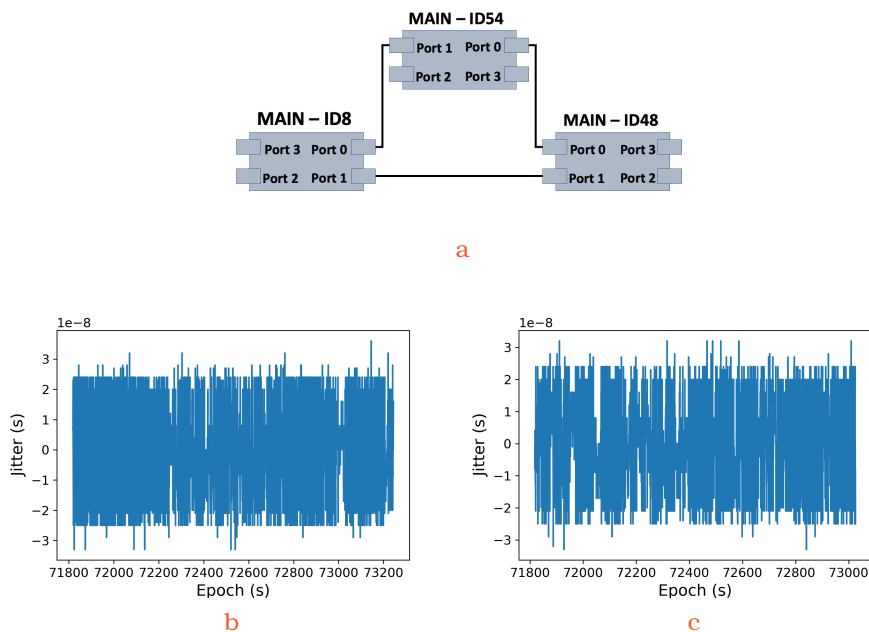 MAIN – ID54
Port 1 Port 0
Port 2 Port 3
MAIN – ID8
MAIN – ID48
Port 3 Port 0
Port 0 Port 3
Port 2 Port 1
Port 1 Port 2
a
1e−8
3
2
1
0
−1
−2
−3
Jitter (s)
71800 72000 72200 72400 72600 72800 73000 73200
Epoch (s)
b
1e−8
3
2
1
0
−1
−2
−3
Jitter (s)
71800 72000 72200 72400 72600 72800 73000
Epoch (s)
c